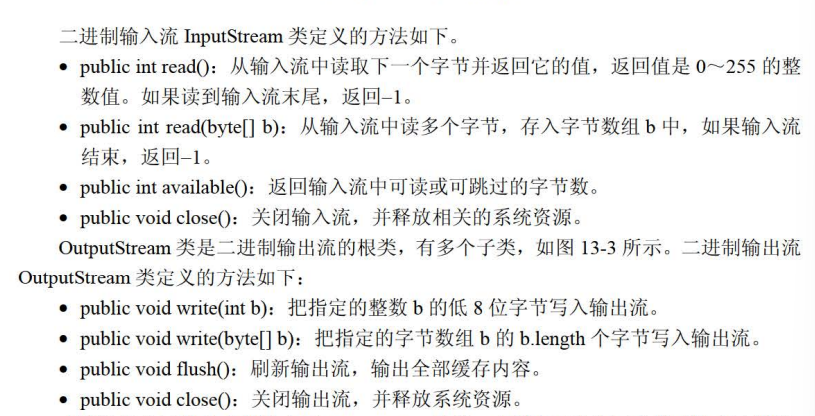 二进制输入流 InputStream 类定义的方法如下。
• public int read()：从输入流中读取下一个字节并返回它的值，返回值是 0～255 的整
数值。如果读到输入流末尾，返回–1。
• public int read(byte[] b)：从输入流中读多个字节，存入字节数组 b 中，如果输入流
结束，返回–1。
• public int available()：返回输入流中可读或可跳过的字节数。
• public void close()：关闭输入流，并释放相关的系统资源。
OutputStream 类是二进制输出流的根类，有多个子类，如图 13-3 所示。二进制输出流
OutputStream 类定义的方法如下：
• public void write(int b)：把指定的整数 b 的低 8 位字节写入输出流。
• public void write(byte[] b)：把指定的字节数组 b 的 b.length 个字节写入输出流。
• public void flush()：刷新输出流，输出全部缓存内容。
• public void close()：关闭输出流，并释放系统资源。